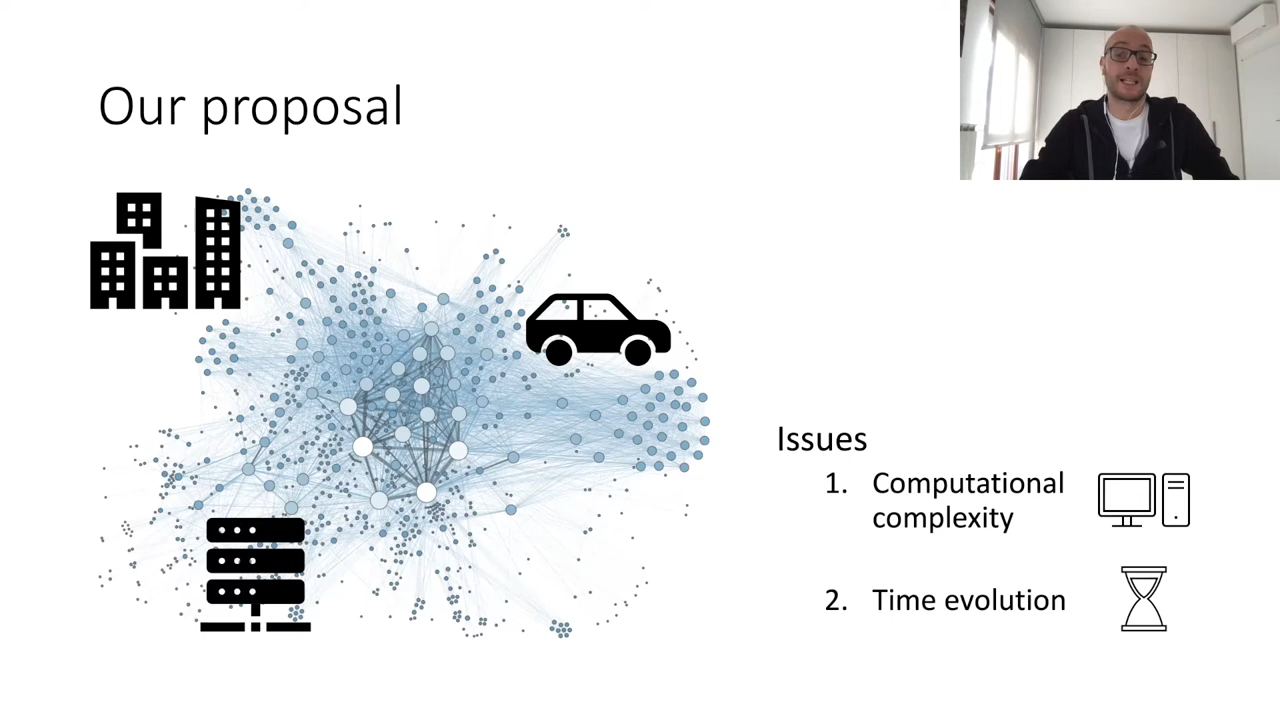 Our proposal
Issues
1. Computational
complexity
2. Time evolution